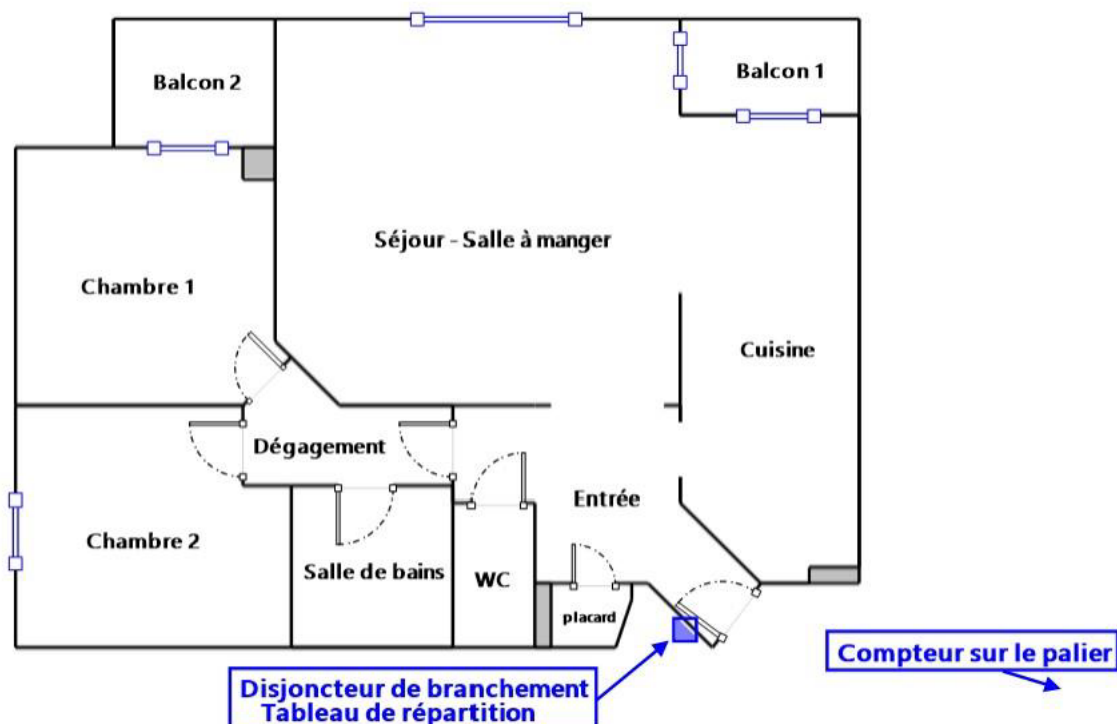 Balcon 2
Balcon 1
Séjour - Salle à manger
Chambre 1
Cuisine
Dégagement
Entrée
Chambre 2
Salle de bains
WC
placard
Compteur sur le palier
Disjoncteur de branchement
Tableau de répartition